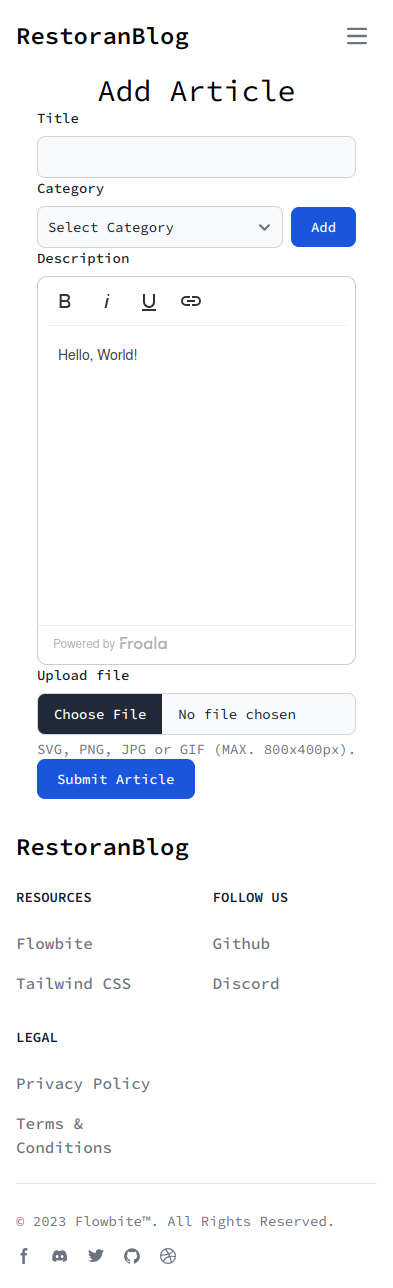 RestoranBlog
Add Article
Title
Category
Select Category
Add
Description
B i U
Hello, World!
Powered by Froala
Upload file
Choose File No file chosen
SVG, PNG, JPG or GIF (MAX. 800x400px).
Submit Article
RestoranBlog
RESOURCES
Flowbite
Tailwind CSS
FOLLOW US
Github
Discord
LEGAL
Privacy Policy
Terms &
Conditions
© 2023 Flowbite™. All Rights Reserved.